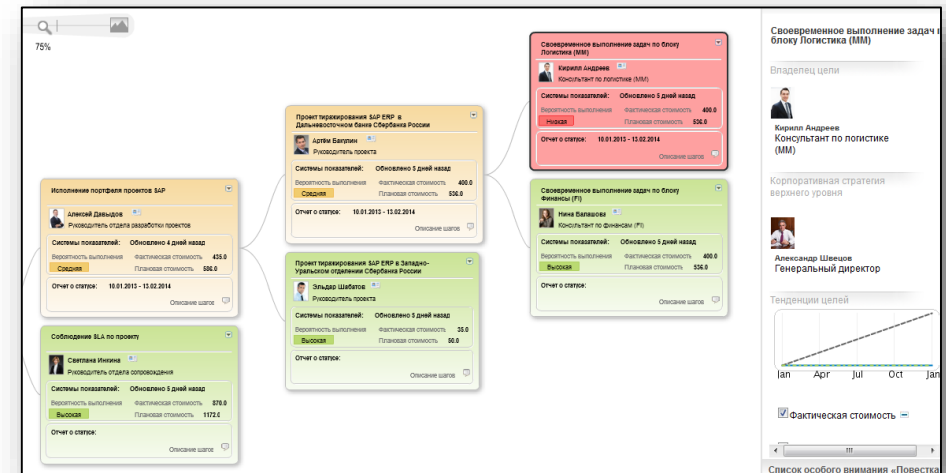 75%
Исполнение портфеля проектов SAP
Алексей Давыдов
Руководитель отдела разработки проектов
Системы показателей: Обновлено 4 дней назад
Вероятность выполнения Фактическая стоимость 435.0
Средняя Плановая стоимость 586.0
Отчет о статусе: 10.01.2013 - 13.02.2014
Описание шагов
Соблюдение SLA по проекту
Светлана Инкина
Руководитель отдела сопровождения
Системы показателей: Обновлено 5 дней назад
Вероятность выполнения Фактическая стоимость 870.0
Высокая Плановая стоимость 1172.0
Отчет о статусе:
Описание шагов
Проект тиражирования SAP ERP в
Дальневосточном банке Сбербанка России
Артём Бакулин
Руководитель проекта
Системы показателей: Обновлено 5 дней назад
Вероятность выполнения Фактическая стоимость 400.0
Средняя Плановая стоимость 536.0
Отчет о статусе: 10.01.2013 - 13.02.2014
Описание шагов
Проект тиражирования SAP ERP в Западно-
Уральском отделении Сбербанка России
Эльдар Шабатов
Руководитель проекта
Системы показателей: Обновлено 5 дней назад
Вероятность выполнения Фактическая стоимость 35.0
Высокая Плановая стоимость 50.0
Отчет о статусе:
Описание шагов
Своевременное выполнение задач по блоку
Логистика (MM)
Кирилл Андреев
Консультант по логистике (MM)
Системы показателей: Обновлено 5 дней назад
Вероятность выполнения Фактическая стоимость 400.0
Низкая Плановая стоимость 536.0
Отчет о статусе: 10.01.2013 - 13.02.2014
Описание шагов
Своевременное выполнение задач по блоку
Финансы (FI)
Нина Балашова
Консультант по финансам (FI)
Системы показателей: Обновлено 5 дней назад
Вероятность выполнения Фактическая стоимость 400.0
Высокая Плановая стоимость 536.0
Отчет о статусе:
Описание шагов
Своевременное выполнение задач п
блоку Логистика (MM)
Владелец цели
Кирилл Андреев
Консультант по логистике
(MM)
Корпоративная стратегия
верхнего уровня
Александр Швецов
Генеральный директор
Тенденции целей
Jan Apr Jul Oct Jan
Фактическая стоимость
Список особого внимания «Повестка